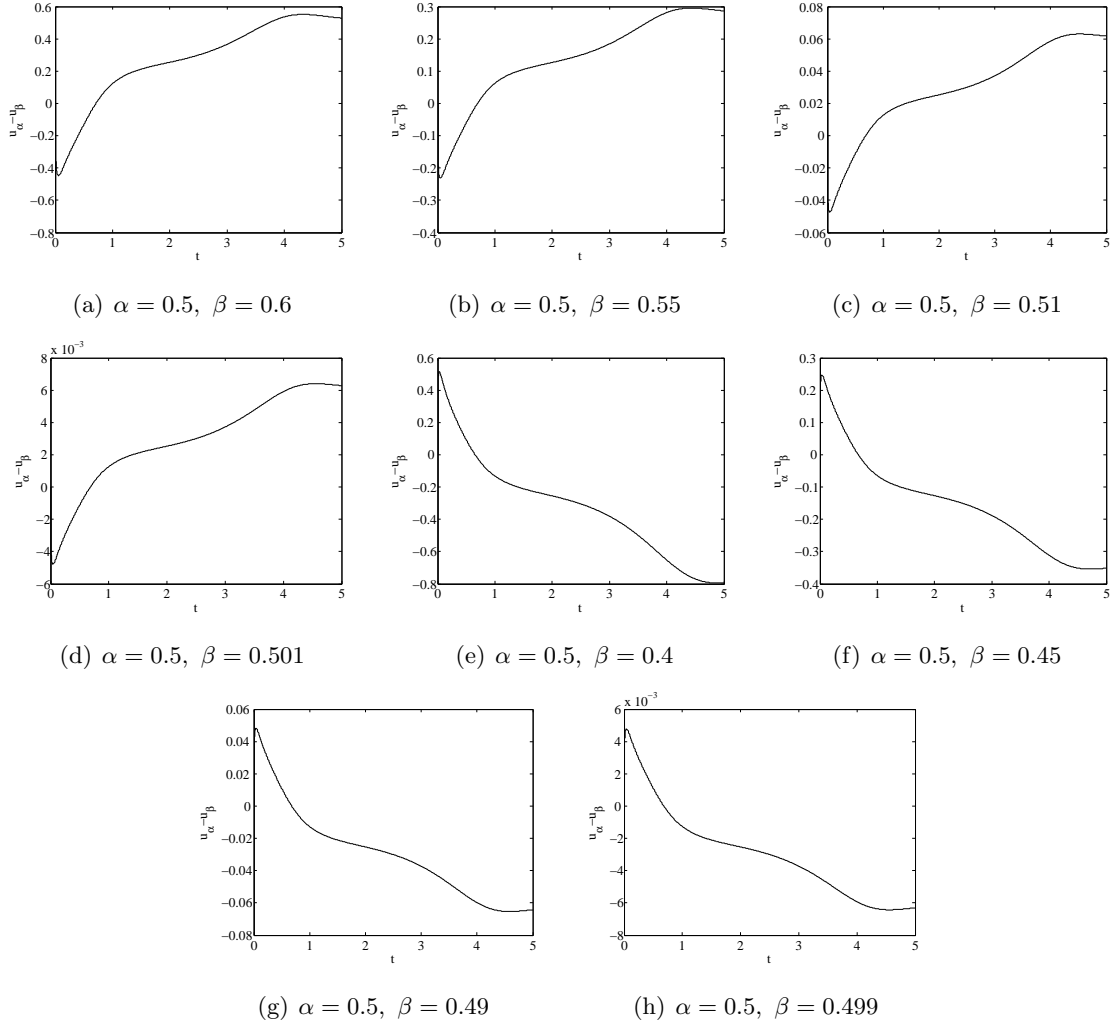 0.6
0.4
0.2
0
−0.2
−0.4
−0.6
−0.8
u_α−u_β
0 1 2 3 4 5
t
(a) α = 0.5, β = 0.6
0.3
0.2
0.1
0
−0.1
−0.2
−0.3
−0.4
u_α−u_β
0 1 2 3 4 5
t
(b) α = 0.5, β = 0.55
0.08
0.06
0.04
0.02
0
−0.02
−0.04
−0.06
u_α−u_β
0 1 2 3 4 5
t
(c) α = 0.5, β = 0.51
x 10⁻³
8
6
4
2
0
−2
−4
−6
u_α−u_β
0 1 2 3 4 5
t
(d) α = 0.5, β = 0.501
0.6
0.4
0.2
0
−0.2
−0.4
−0.6
−0.8
u_α−u_β
0 1 2 3 4 5
t
(e) α = 0.5, β = 0.4
0.3
0.2
0.1
0
−0.1
−0.2
−0.3
−0.4
u_α−u_β
0 1 2 3 4 5
t
(f) α = 0.5, β = 0.45
0.06
0.04
0.02
0
−0.02
−0.04
−0.06
−0.08
u_α−u_β
0 1 2 3 4 5
t
(g) α = 0.5, β = 0.49
x 10⁻³
6
4
2
0
−2
−4
−6
−8
u_α−u_β
0 1 2 3 4 5
t
(h) α = 0.5, β = 0.499